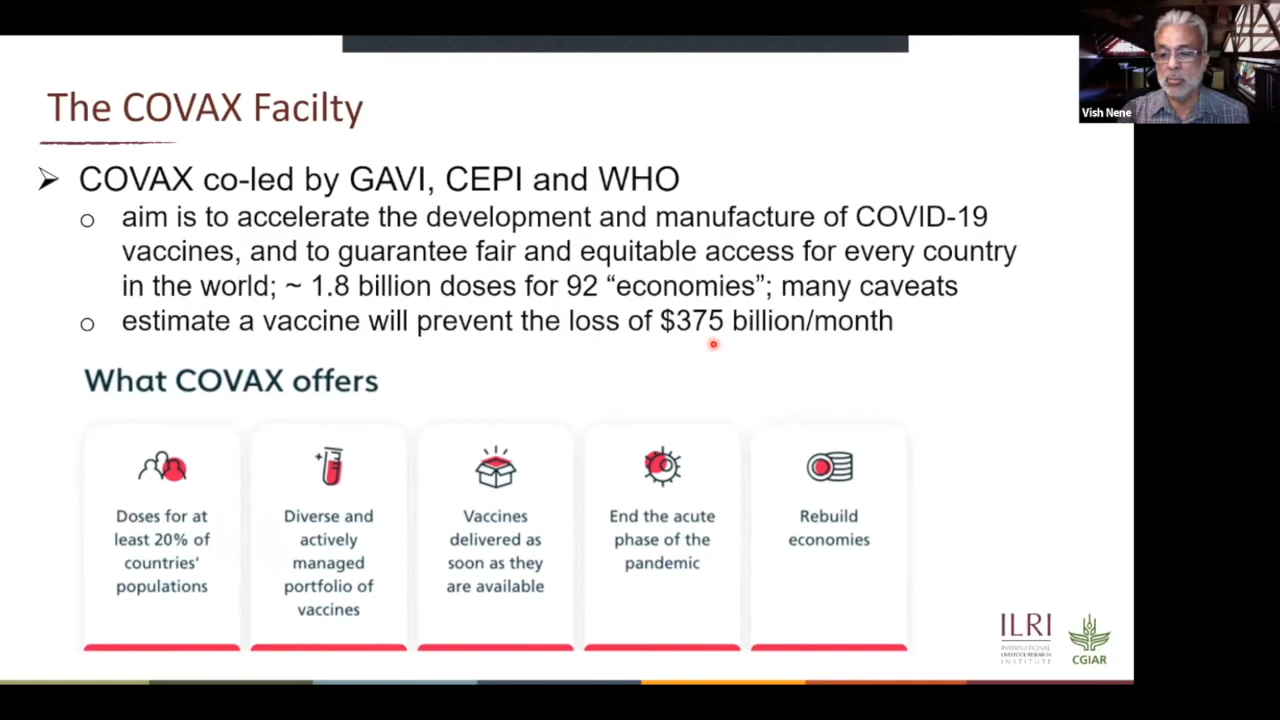 The COVAX Facilty
Vish Nene
➢ COVAX co-led by GAVI, CEPI and WHO
o aim is to accelerate the development and manufacture of COVID-19
vaccines, and to guarantee fair and equitable access for every country
in the world; ~ 1.8 billion doses for 92 “economies”; many caveats
o estimate a vaccine will prevent the loss of $375 billion/month
What COVAX offers
Doses for at
least 20% of
countries'
populations
Diverse and
actively
managed
portfolio of
vaccines
Vaccines
delivered as
soon as they
are available
End the acute
phase of the
pandemic
Rebuild
economies
ILRI
INTERNATIONAL
LIVESTOCK RESEARCH
INSTITUTE
CGIAR